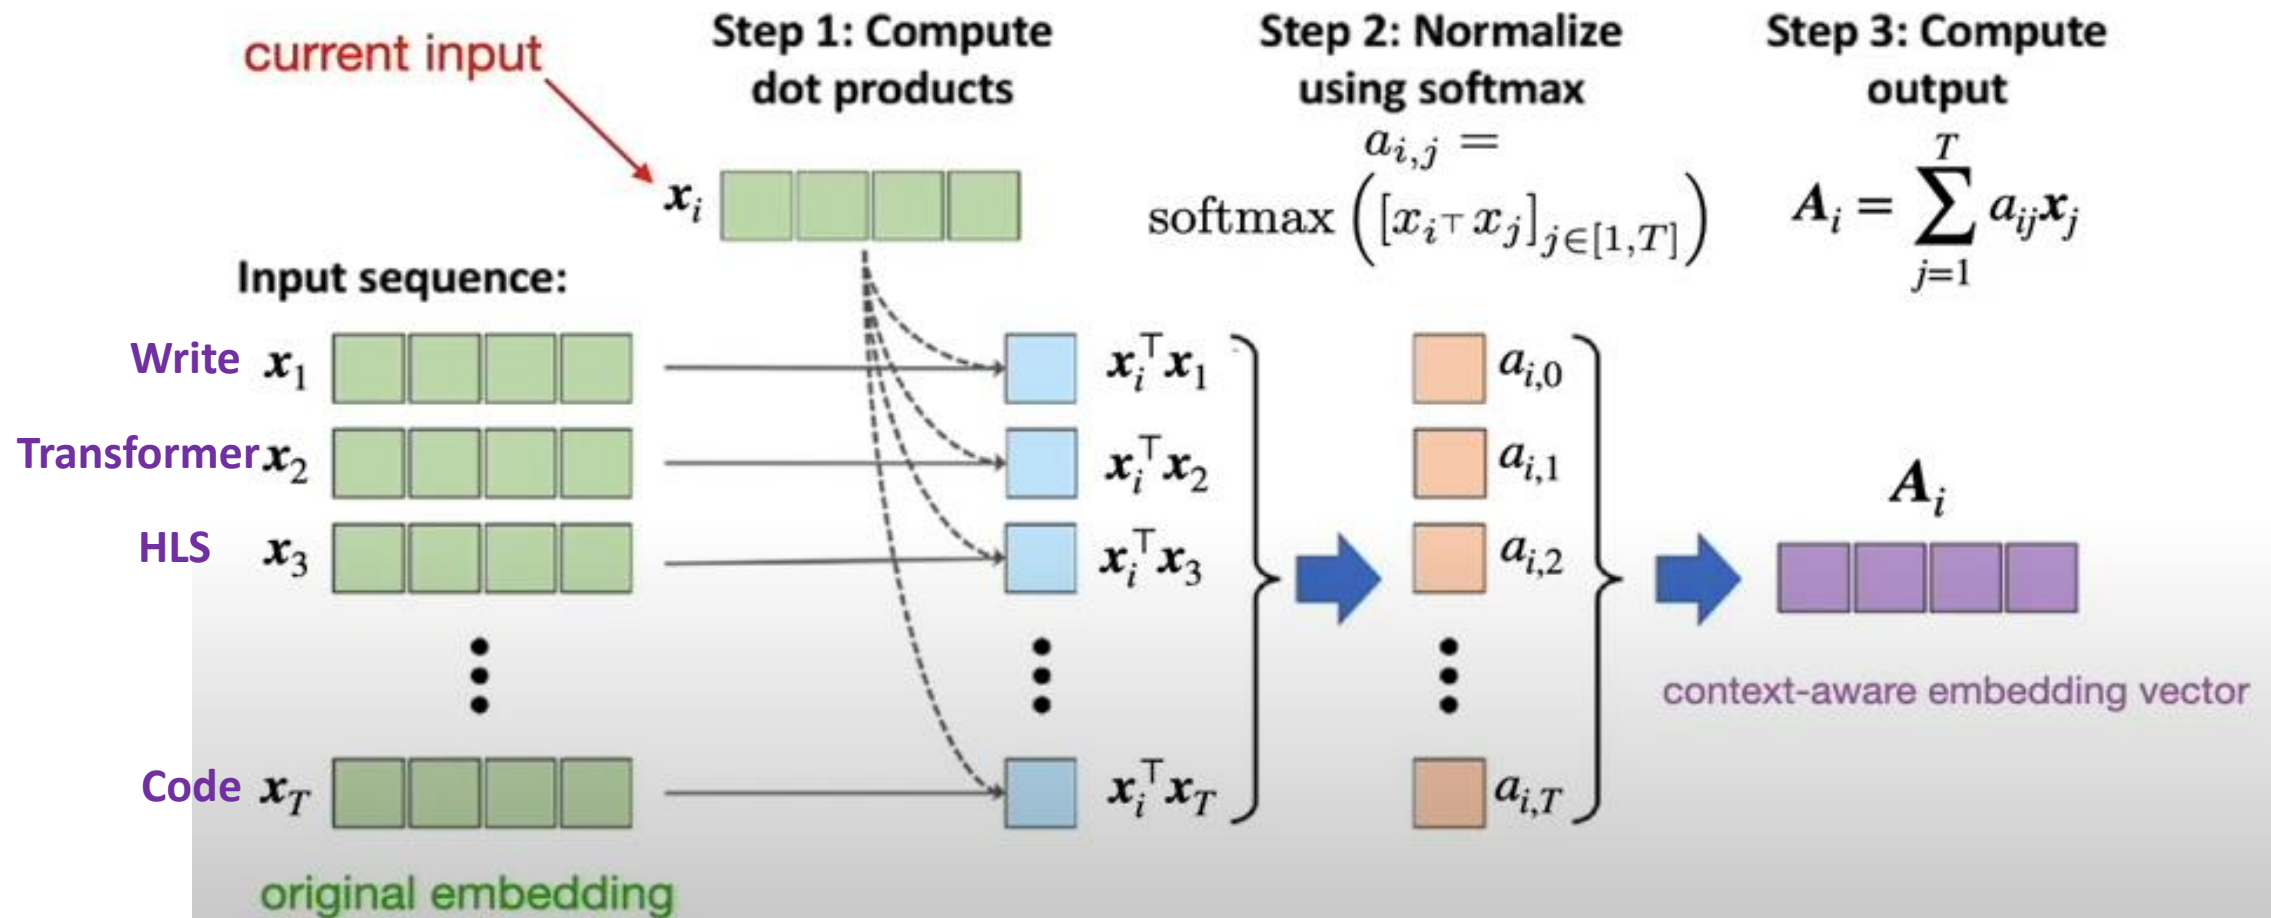 current input
Step 1: Compute
dot products
Step 2: Normalize
using softmax
Step 3: Compute
output
a_{i,j} =
softmax ([x_{i^⊤} x_j]_{j∈[1,T]})
A_i = \sum_{j=1}^{T} a_{ij} x_j
x_i
Input sequence:
Write x_1
x_i^⊤ x_1
a_{i,0}
Transformer x_2
x_i^⊤ x_2
a_{i,1}
HLS x_3
x_i^⊤ x_3
a_{i,2}
A_i
context-aware embedding vector
Code x_T
x_i^⊤ x_T
a_{i,T}
original embedding